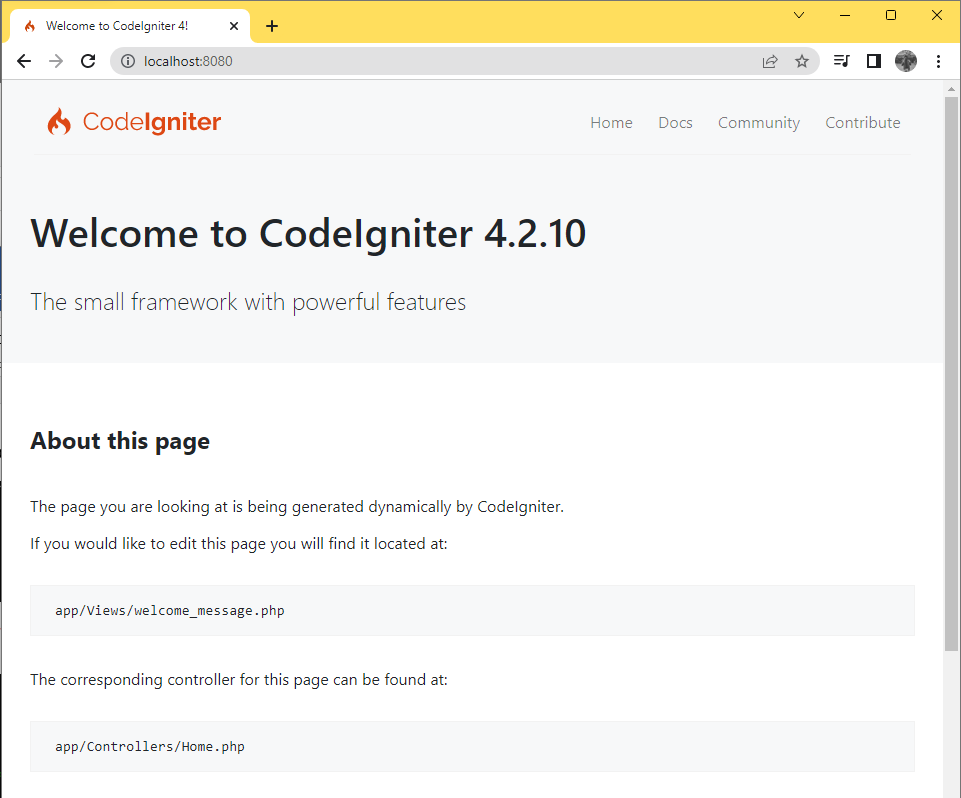 Welcome to CodeIgniter 4!
localhost:8080
CodeIgniter
Home Docs Community Contribute
Welcome to CodeIgniter 4.2.10
The small framework with powerful features
About this page
The page you are looking at is being generated dynamically by CodeIgniter.
If you would like to edit this page you will find it located at:
app/Views/welcome_message.php
The corresponding controller for this page can be found at:
app/Controllers/Home.php